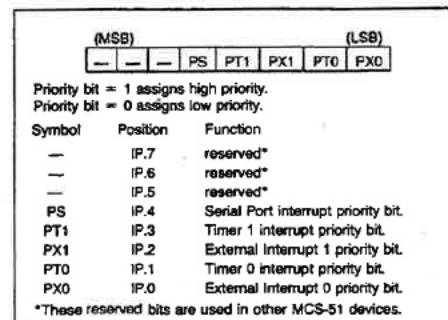 (MSB) (LSB)
— — — PS PT1 PX1 PT0 PX0
Priority bit = 1 assigns high priority.
Priority bit = 0 assigns low priority.
Symbol Position Function
— IP.7 reserved*
— IP.6 reserved*
— IP.5 reserved*
PS IP.4 Serial Port interrupt priority bit.
PT1 IP.3 Timer 1 interrupt priority bit.
PX1 IP.2 External Interrupt 1 priority bit.
PT0 IP.1 Timer 0 interrupt priority bit.
PX0 IP.0 External Interrupt 0 priority bit.
*These reserved bits are used in other MCS-51 devices.